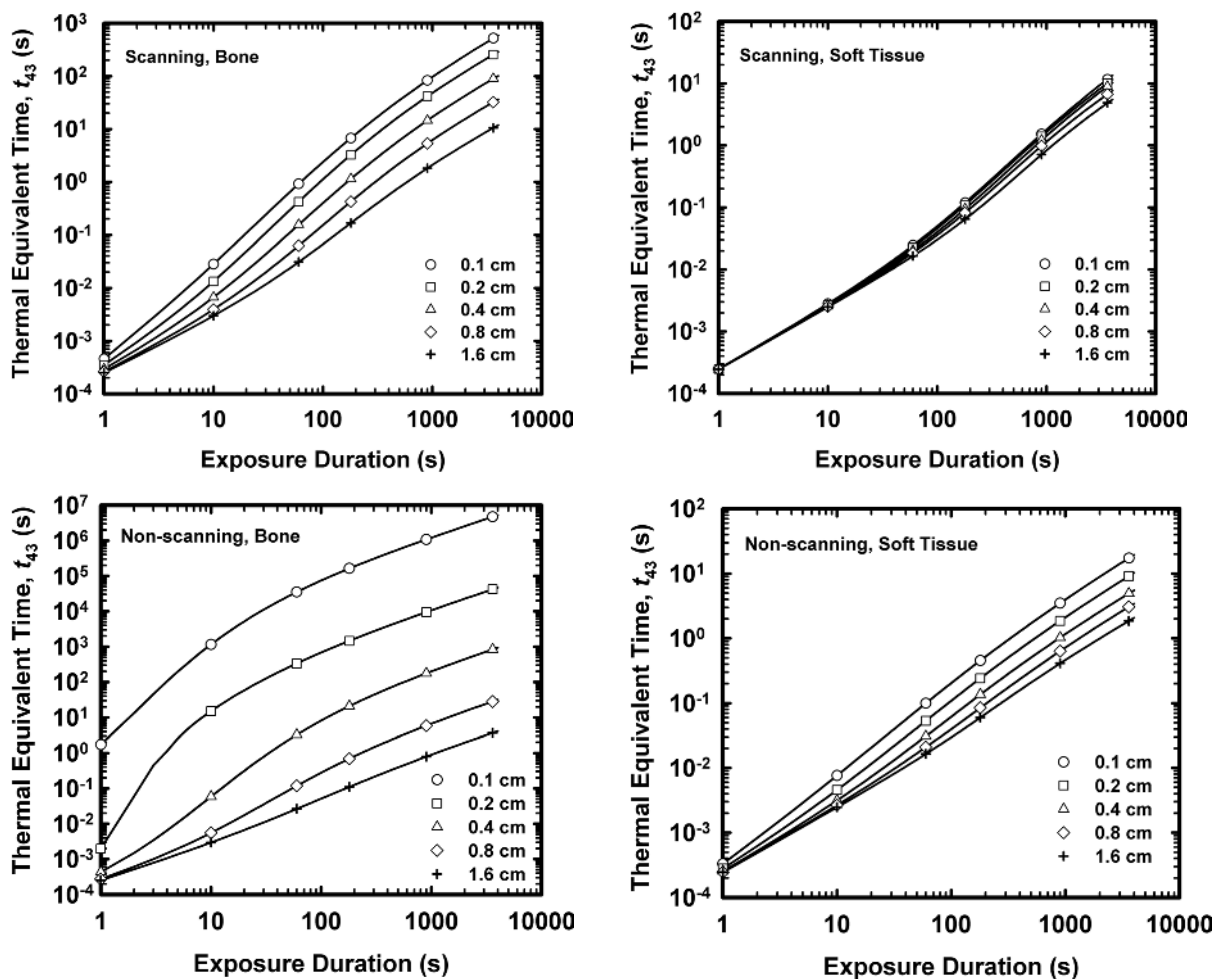 Scanning, Bone
Thermal Equivalent Time, t43 (s)
10^3
10^2
10^1
10^0
10^-1
10^-2
10^-3
10^-4
0.1 cm
0.2 cm
0.4 cm
0.8 cm
1.6 cm
1 10 100 1000 10000
Exposure Duration (s)
Scanning, Soft Tissue
Thermal Equivalent Time, t43 (s)
10^2
10^1
10^0
10^-1
10^-2
10^-3
10^-4
0.1 cm
0.2 cm
0.4 cm
0.8 cm
1.6 cm
1 10 100 1000 10000
Exposure Duration (s)
Non-scanning, Bone
Thermal Equivalent Time, t43 (s)
10^7
10^6
10^5
10^4
10^3
10^2
10^1
10^0
10^-1
10^-2
10^-3
10^-4
0.1 cm
0.2 cm
0.4 cm
0.8 cm
1.6 cm
1 10 100 1000 10000
Exposure Duration (s)
Non-scanning, Soft Tissue
Thermal Equivalent Time, t43 (s)
10^2
10^1
10^0
10^-1
10^-2
10^-3
10^-4
0.1 cm
0.2 cm
0.4 cm
0.8 cm
1.6 cm
1 10 100 1000 10000
Exposure Duration (s)